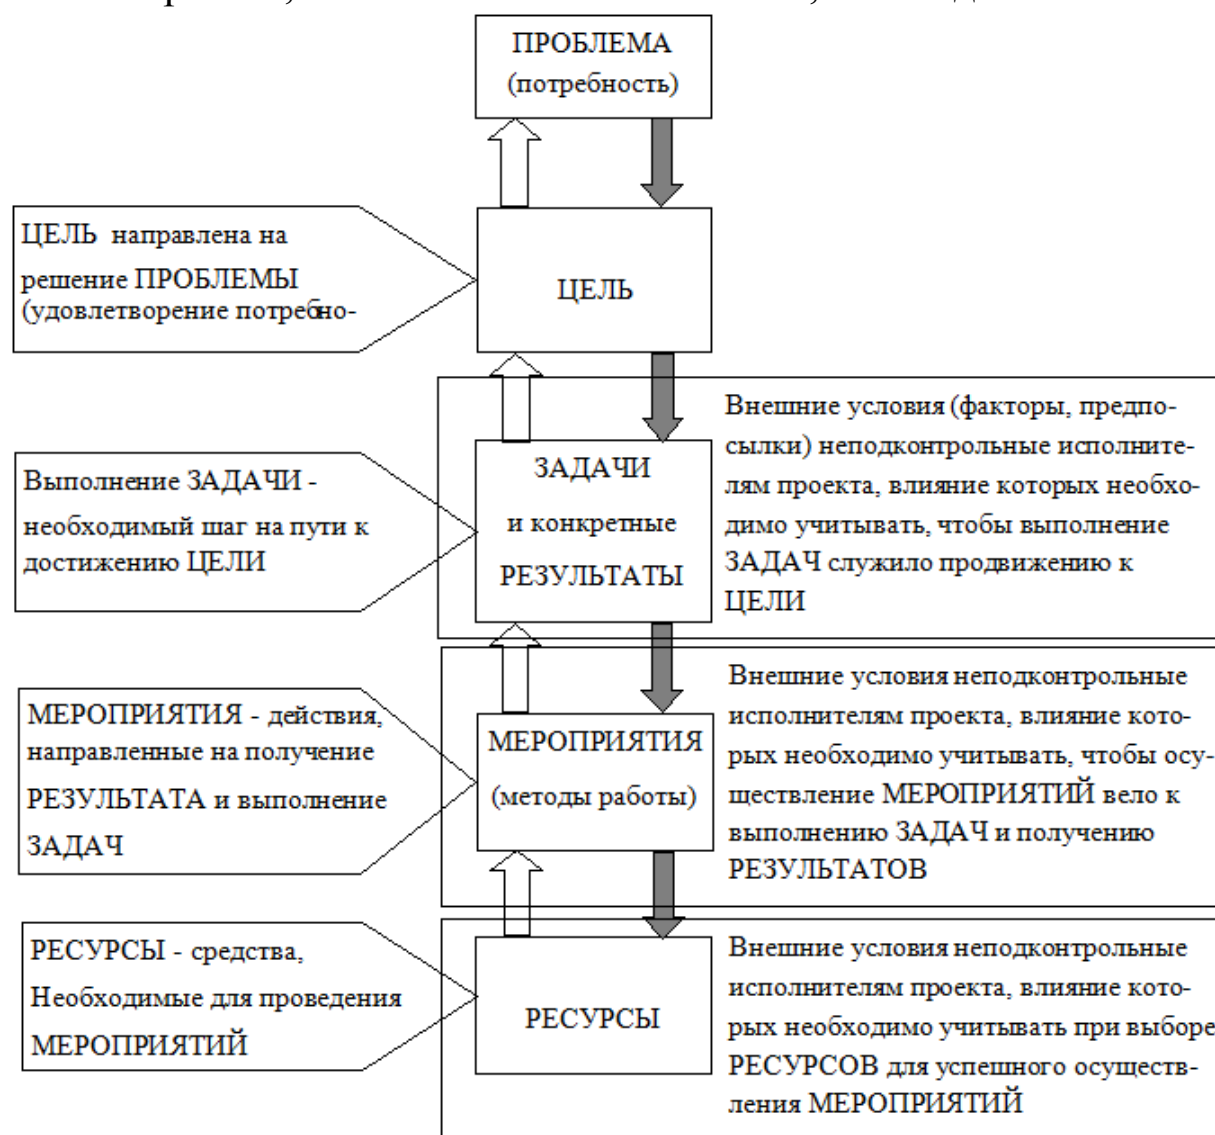 ПРОБЛЕМА
(потребность)
ЦЕЛЬ направлена на
решение ПРОБЛЕМЫ
(удовлетворение потребно-
ЦЕЛЬ
Выполнение ЗАДАЧИ -
необходимый шаг на пути к
достижению ЦЕЛИ
ЗАДАЧИ
и конкретные
РЕЗУЛЬТАТЫ
Внешние условия (факторы, предпо-
сылки) неподконтрольные исполните-
лям проекта, влияние которых необхо-
димо учитывать, чтобы выполнение
ЗАДАЧ служило продвижению к
ЦЕЛИ
МЕРОПРИЯТИЯ - действия,
направленные на получение
РЕЗУЛЬТАТА и выполнение
ЗАДАЧ
МЕРОПРИЯТИЯ
(методы работы)
Внешние условия неподконтрольные
исполнителям проекта, влияние кото-
рых необходимо учитывать, чтобы осу-
ществление МЕРОПРИЯТИЙ вело к
выполнению ЗАДАЧ и получению
РЕЗУЛЬТАТОВ
РЕСУРСЫ - средства,
Необходимые для проведения
МЕРОПРИЯТИЙ
РЕСУРСЫ
Внешние условия неподконтрольные
исполнителям проекта, влияние кото-
рых необходимо учитывать при выборе
РЕСУРСОВ для успешного осуществ-
ления МЕРОПРИЯТИЙ